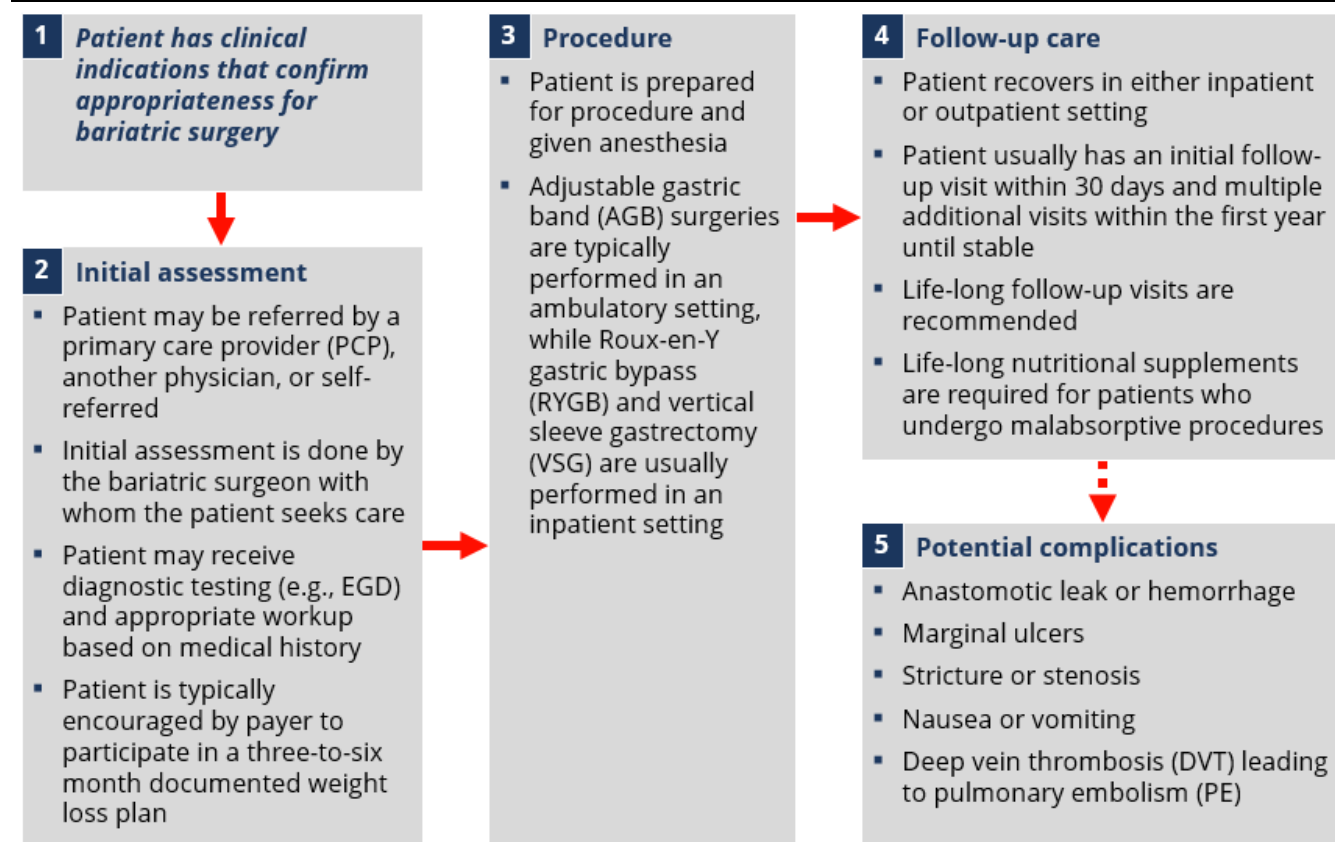 1 Patient has clinical
indications that confirm
appropriateness for
bariatric surgery
2 Initial assessment
▪ Patient may be referred by a
primary care provider (PCP),
another physician, or self-
referred
▪ Initial assessment is done by
the bariatric surgeon with
whom the patient seeks care
▪ Patient may receive
diagnostic testing (e.g., EGD)
and appropriate workup
based on medical history
▪ Patient is typically
encouraged by payer to
participate in a three-to-six
month documented weight
loss plan
3 Procedure
▪ Patient is prepared
for procedure and
given anesthesia
▪ Adjustable gastric
band (AGB) surgeries
are typically
performed in an
ambulatory setting,
while Roux-en-Y
gastric bypass
(RYGB) and vertical
sleeve gastrectomy
(VSG) are usually
performed in an
inpatient setting
4 Follow-up care
▪ Patient recovers in either inpatient
or outpatient setting
▪ Patient usually has an initial follow-
up visit within 30 days and multiple
additional visits within the first year
until stable
▪ Life-long follow-up visits are
recommended
▪ Life-long nutritional supplements
are required for patients who
undergo malabsorptive procedures
5 Potential complications
▪ Anastomotic leak or hemorrhage
▪ Marginal ulcers
▪ Stricture or stenosis
▪ Nausea or vomiting
▪ Deep vein thrombosis (DVT) leading
to pulmonary embolism (PE)